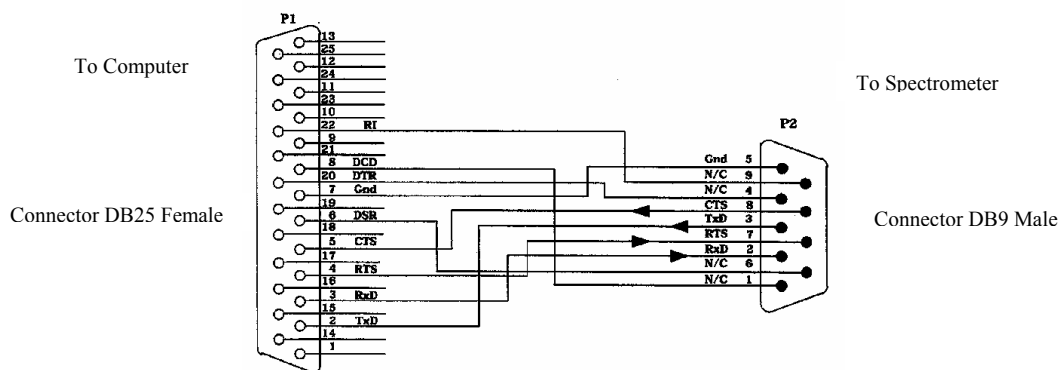 P1
To Computer
Connector DB25 Female
13
25
12
24
11
23
10
22 RI
9
21
8 DCD
20 DTR
7 Gnd
19
6 DSR
18
5 CTS
17
4 RTS
16
3 RxD
15
2 TxD
14
1
To Spectrometer
P2
Gnd 5
N/C 9
N/C 4
CTS 8
TxD 3
RTS 7
RxD 2
N/C 6
N/C 1
Connector DB9 Male